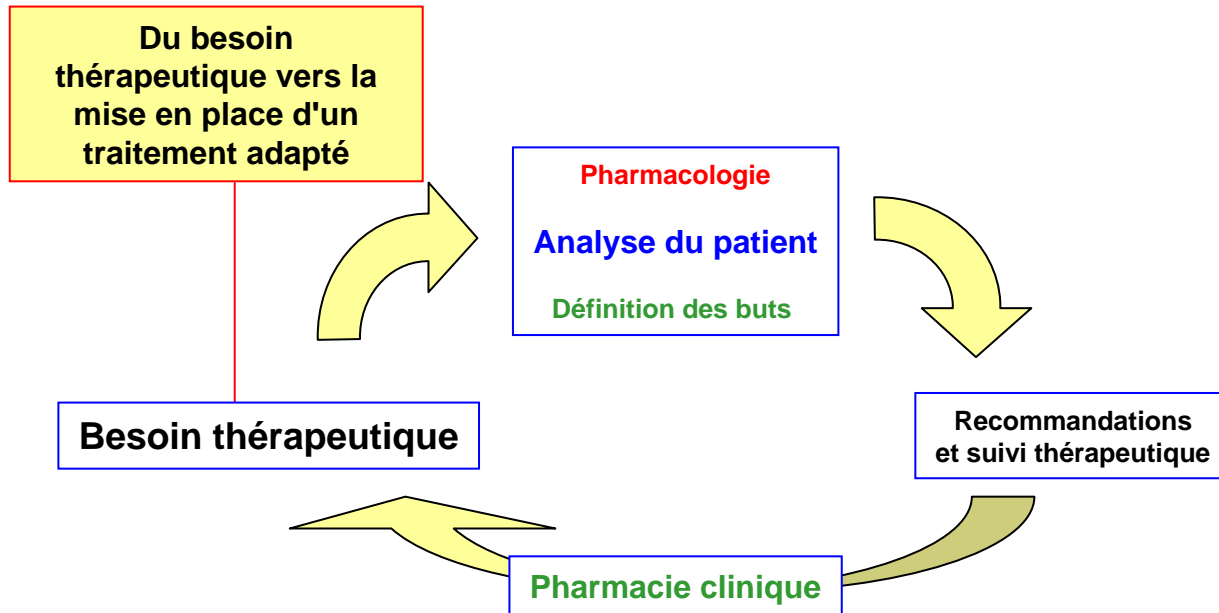 Du besoin
thérapeutique vers la
mise en place d'un
traitement adapté
Pharmacologie
Analyse du patient
Définition des buts
Besoin thérapeutique
Recommandations
et suivi thérapeutique
Pharmacie clinique